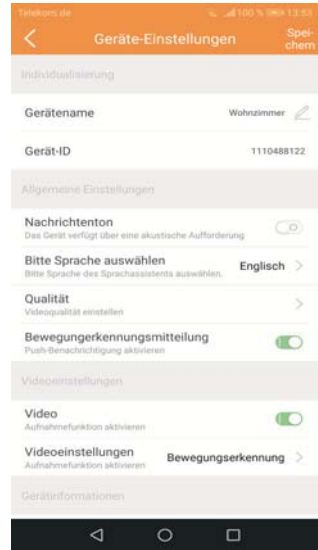 Telekom.de 100 % 13:53
Geräte-Einstellungen
Spei-
chern
Individualisierung
Gerätename Wohnzimmer
Gerät-ID 1110488122
Allgemeine Einstellungen
Nachrichtenton
Das Gerät verfügt über eine akustische Aufforderung
Bitte Sprache auswählen Englisch
Bitte Sprache des Sprachassistents auswählen.
Qualität
Videoqualität einstellen
Bewegungerkennungsmitteilung
Push-Benachrichtigung aktivieren
Videoeinstellungen
Video
Aufnahmefunktion aktivieren
Videoeinstellungen Bewegungserkennung
Aufnahmefunktion aktivieren
Gerätinformationen